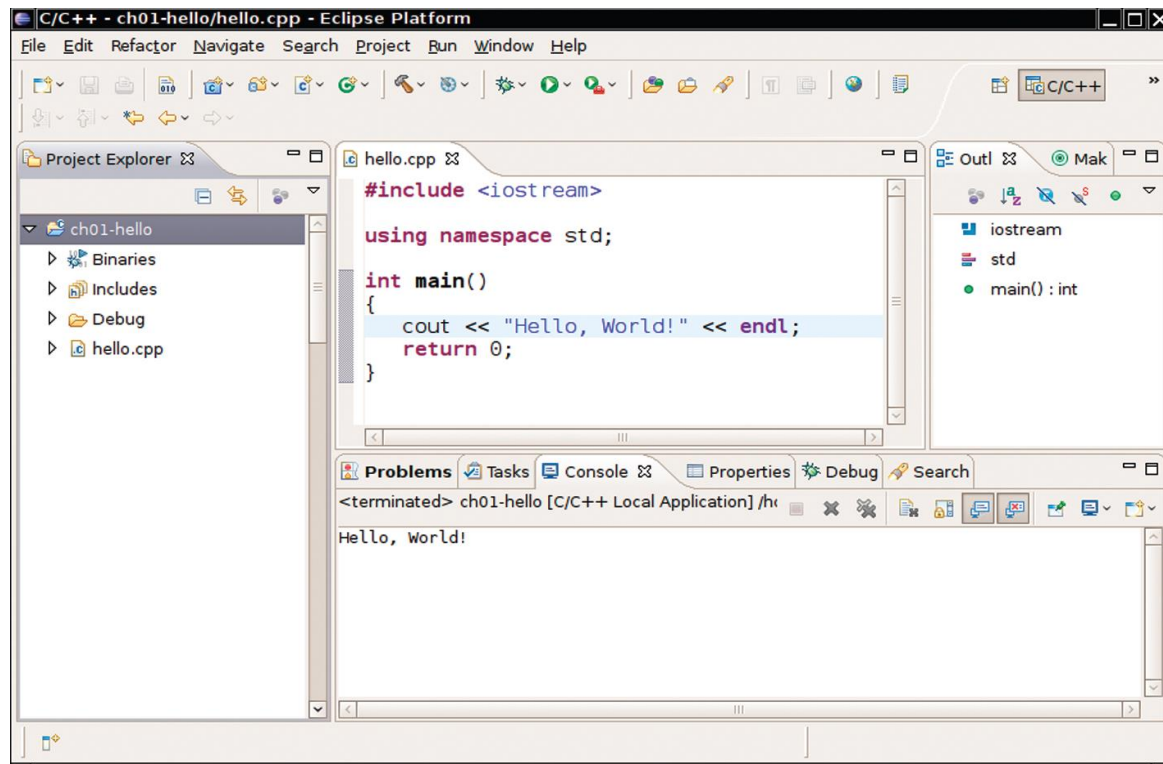 C/C++ - ch01-hello/hello.cpp - Eclipse Platform
File Edit Refactor Navigate Search Project Run Window Help
C/C++
Project Explorer
ch01-hello
Binaries
Includes
Debug
hello.cpp
hello.cpp
#include <iostream>
using namespace std;
int main()
{
cout << "Hello, World!" << endl;
return 0;
}
Outl Mak
iostream
std
main() : int
Problems Tasks Console Properties Debug Search
<terminated> ch01-hello [C/C++ Local Application] /ho
Hello, World!